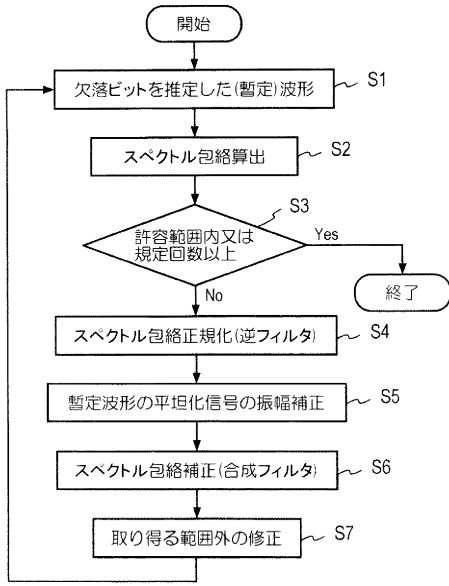 開始
欠落ビットを推定した(暫定)波形
S1
スペクトル包絡算出
S2
許容範囲内又は
規定回数以上
S3
Yes
終了
No
スペクトル包絡正規化(逆フィルタ)
S4
暫定波形の平坦化信号の振幅補正
S5
スペクトル包絡補正(合成フィルタ)
S6
取り得る範囲外の修正
S7